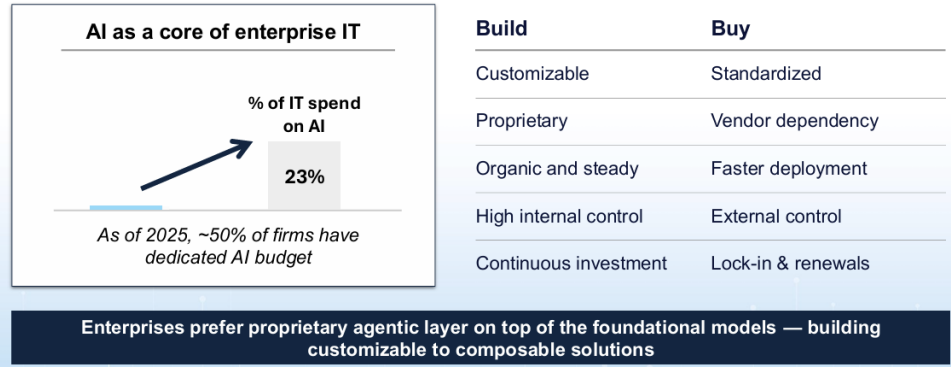 AI as a core of enterprise IT
% of IT spend
on AI
23%
As of 2025, ~50% of firms have
dedicated AI budget
Build Buy
Customizable Standardized
Proprietary Vendor dependency
Organic and steady Faster deployment
High internal control External control
Continuous investment Lock-in & renewals
Enterprises prefer proprietary agentic layer on top of the foundational models — building
customizable to composable solutions